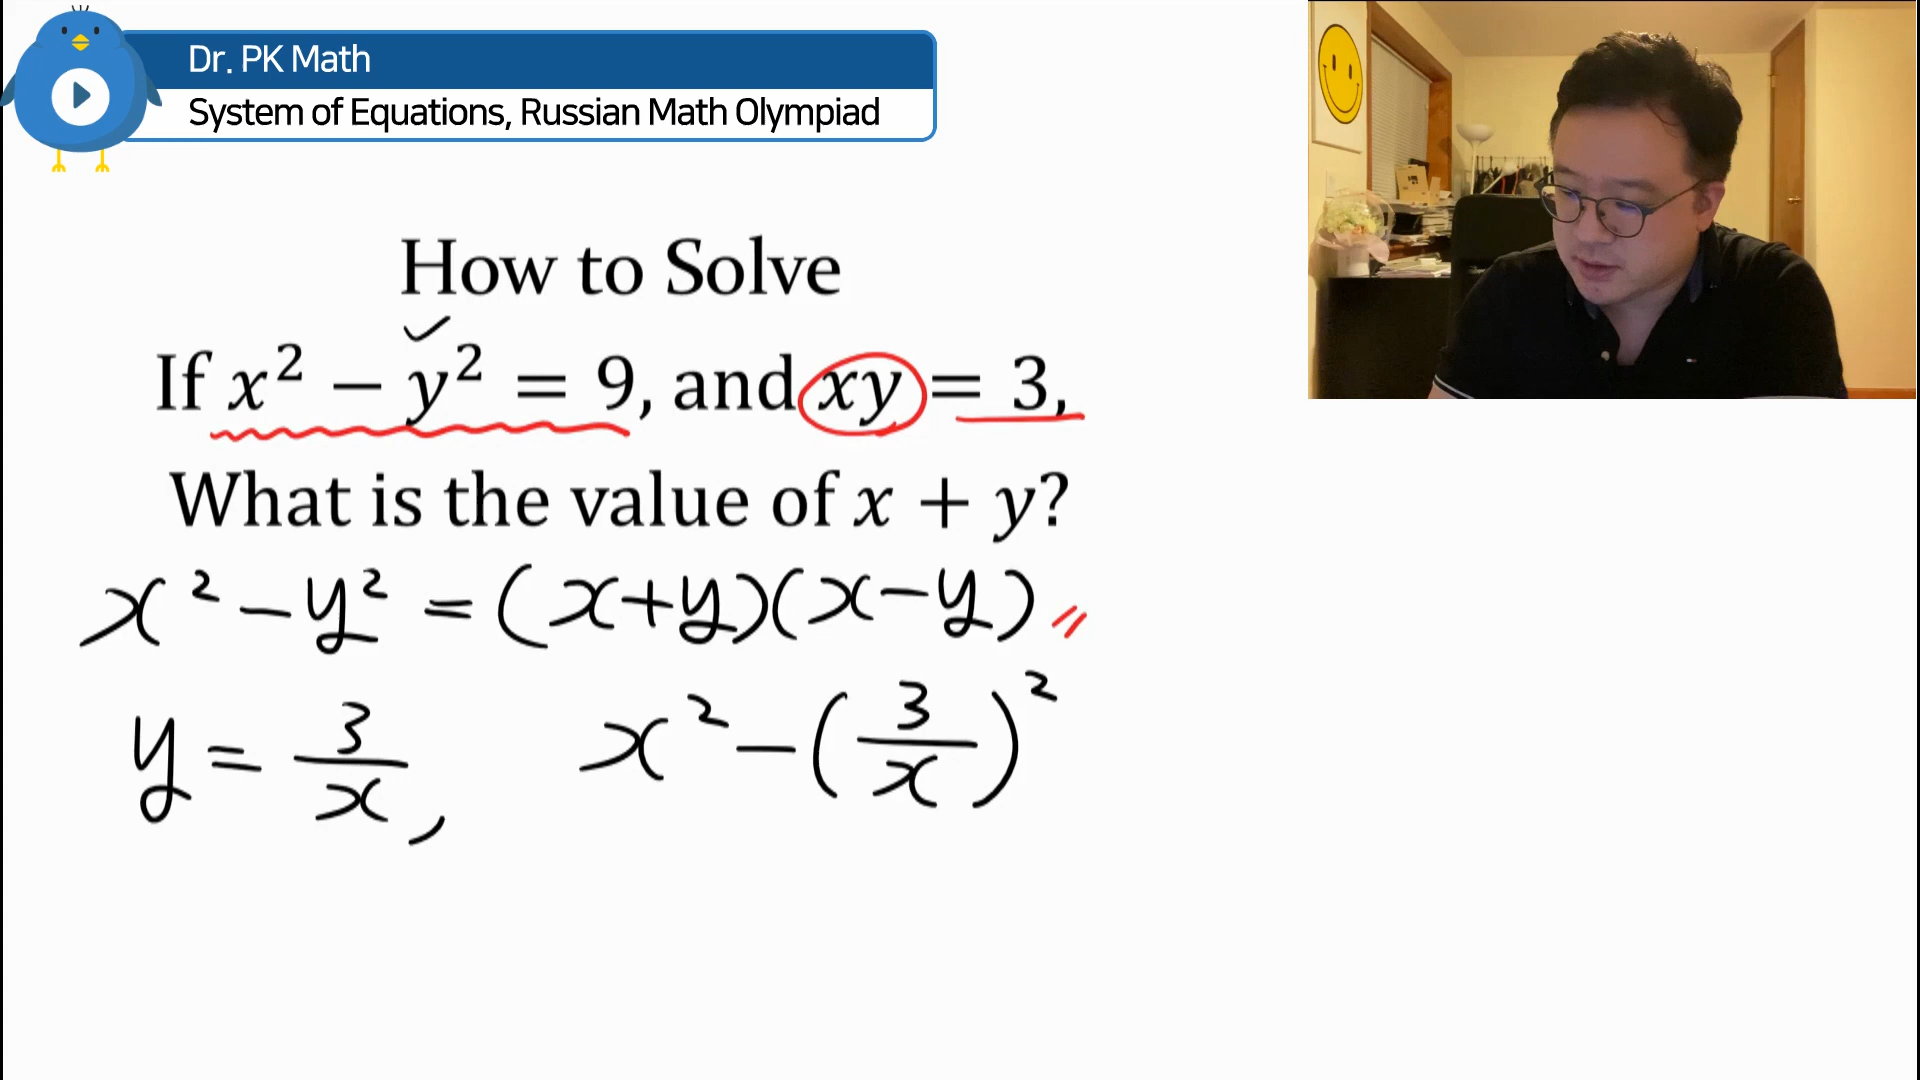 Dr. PK Math
System of Equations, Russian Math Olympiad
How to Solve
If x² − y² = 9, and xy = 3,
What is the value of x + y?
x² − y² = (x+y)(x−y)
y = 3/x, x² − (3/x)²